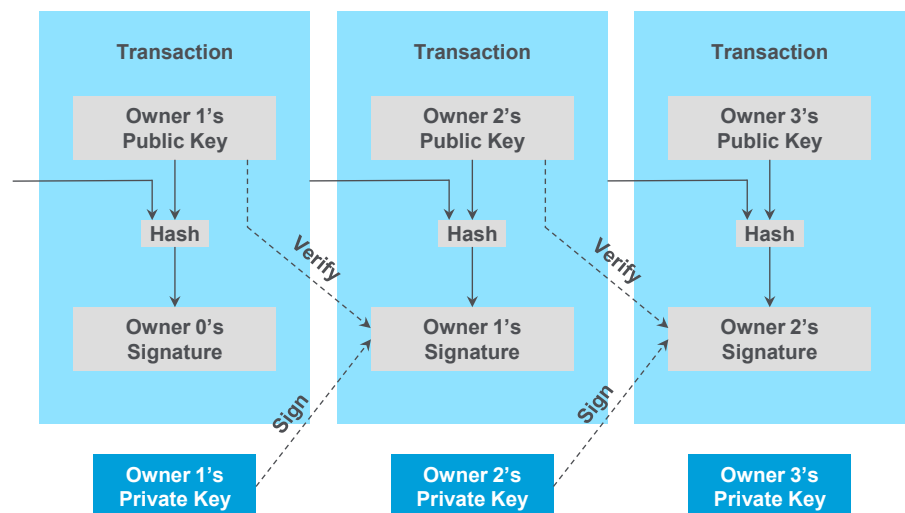 Transaction
Owner 1's
Public Key
Hash
Verify
Owner 0's
Signature
Sign
Owner 1's
Private Key
Transaction
Owner 2's
Public Key
Hash
Verify
Owner 1's
Signature
Sign
Owner 2's
Private Key
Transaction
Owner 3's
Public Key
Hash
Owner 2's
Signature
Owner 3's
Private Key